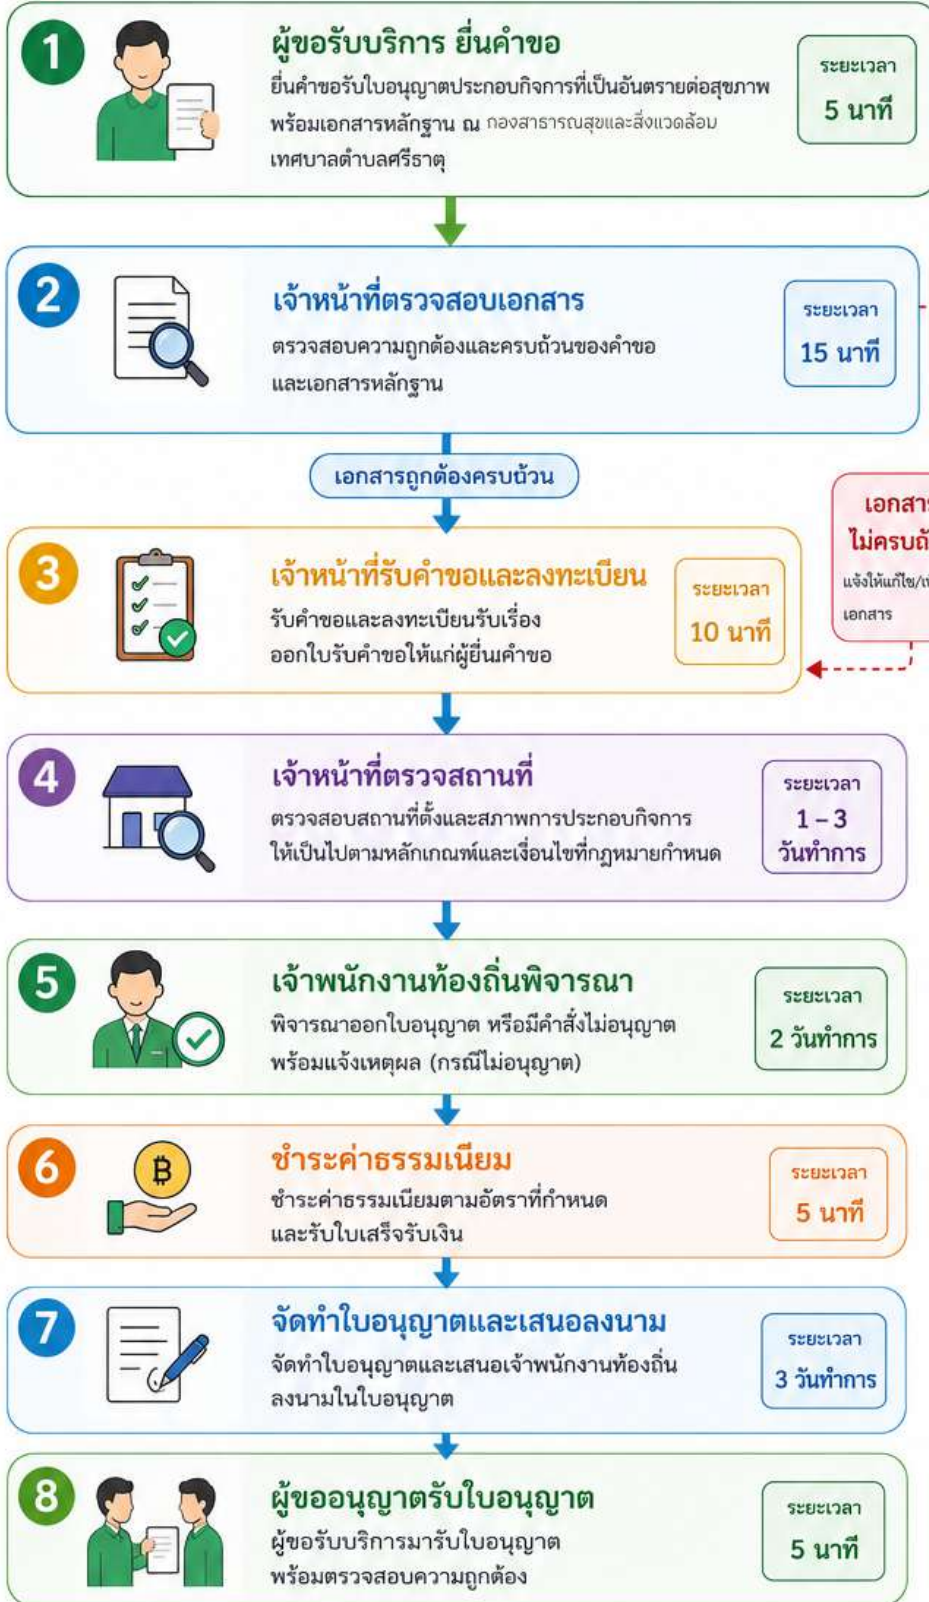 1
ผู้ขอรับบริการ ยื่นคำขอ
ยื่นคำขอรับใบอนุญาตประกอบกิจการที่เป็นอันตรายต่อสุขภาพ
พร้อมเอกสารหลักฐาน ณ กองสาธารณสุขและสิ่งแวดล้อม
เทศบาลตำบลศรีธาตุ
ระยะเวลา
5 นาที
2
เจ้าหน้าที่ตรวจสอบเอกสาร
ตรวจสอบความถูกต้องและครบถ้วนของคำขอ
และเอกสารหลักฐาน
ระยะเวลา
15 นาที
เอกสารถูกต้องครบถ้วน
เอกสาร
ไม่ครบถ้
แจ้งให้แก้ไข/
เอกสาร
3
เจ้าหน้าที่รับคำขอและลงทะเบียน
รับคำขอและลงทะเบียนรับเรื่อง
ออกใบรับคำขอให้แก่ผู้ยื่นคำขอ
ระยะเวลา
10 นาที
4
เจ้าหน้าที่ตรวจสถานที่
ตรวจสอบสถานที่ตั้งและสภาพการประกอบกิจการ
ให้เป็นไปตามหลักเกณฑ์และเงื่อนไขที่กฎหมายกำหนด
ระยะเวลา
1 – 3
วันทำการ
5
เจ้าพนักงานท้องถิ่นพิจารณา
พิจารณาออกใบอนุญาต หรือมีคำสั่งไม่อนุญาต
พร้อมแจ้งเหตุผล (กรณีไม่อนุญาต)
ระยะเวลา
2 วันทำการ
6
ชำระค่าธรรมเนียม
ชำระค่าธรรมเนียมตามอัตราที่กำหนด
และรับใบเสร็จรับเงิน
ระยะเวลา
5 นาที
7
จัดทำใบอนุญาตและเสนอลงนาม
จัดทำใบอนุญาตและเสนอเจ้าพนักงานท้องถิ่น
ลงนามในใบอนุญาต
ระยะเวลา
3 วันทำการ
8
ผู้ขออนุญาตรับใบอนุญาต
ผู้ขอรับบริการมารับใบอนุญาต
พร้อมตรวจสอบความถูกต้อง
ระยะเวลา
5 นาที